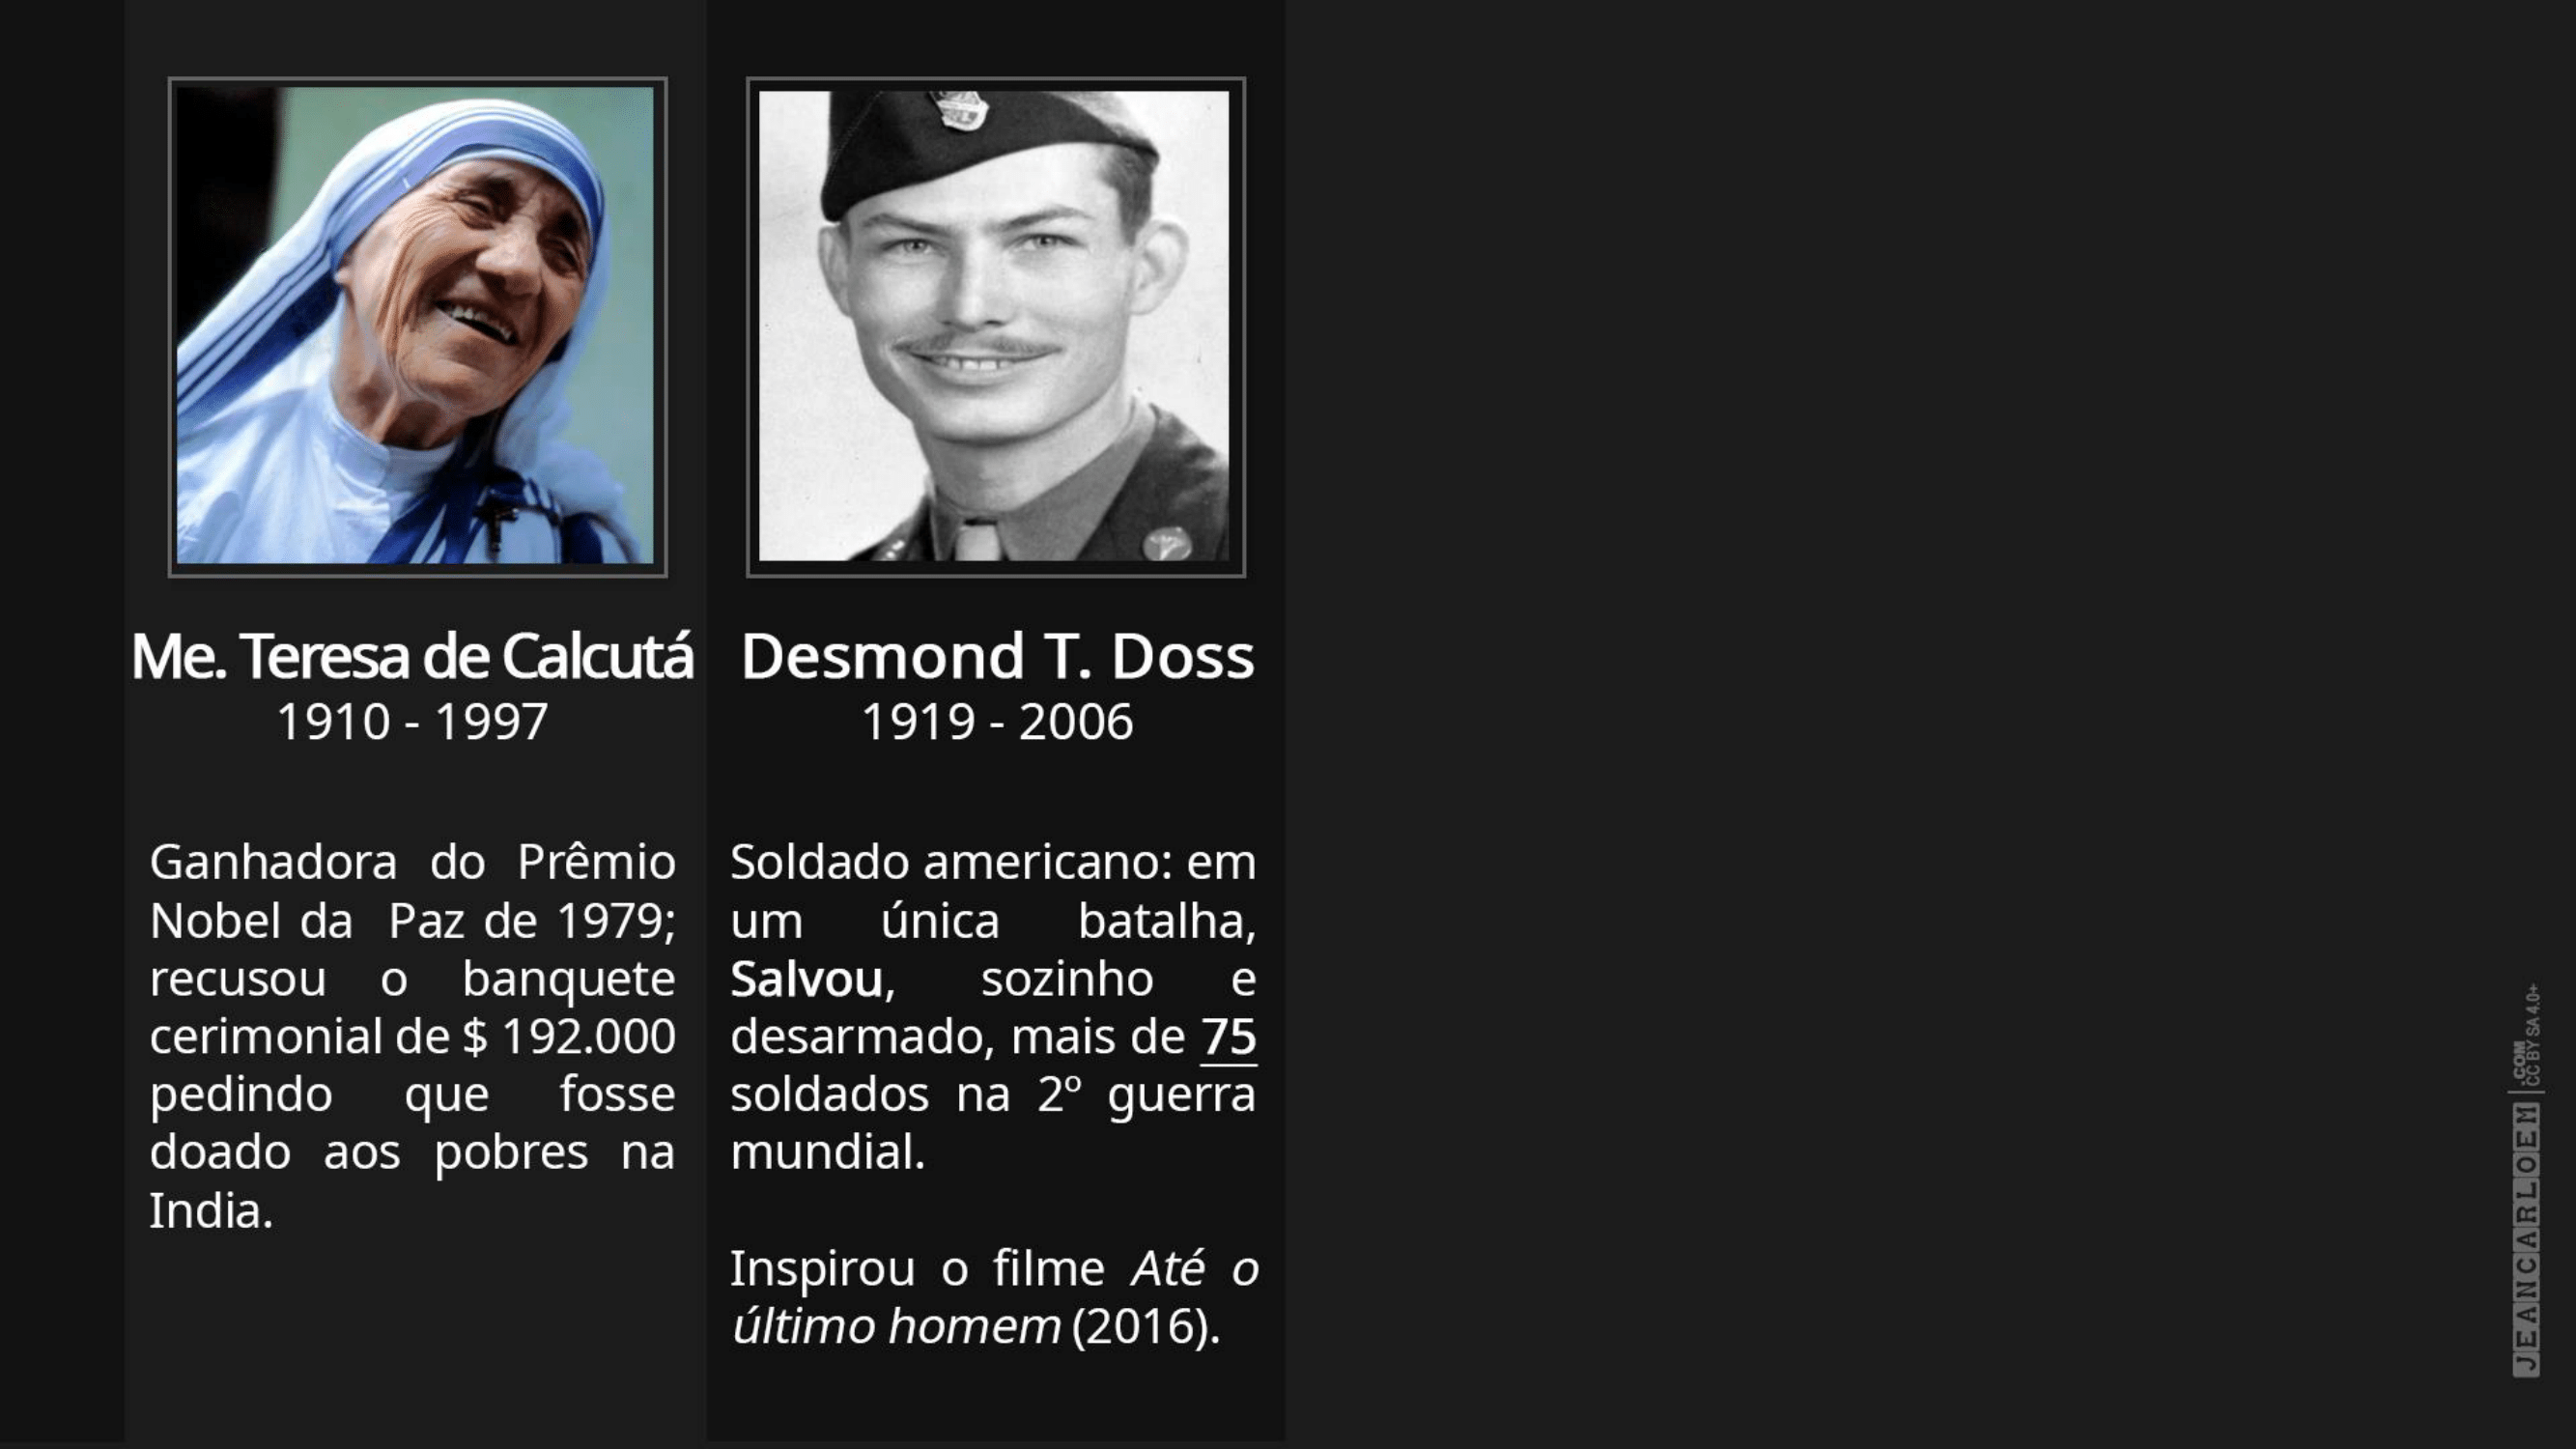 Me. Teresa de Calcutá
1910 - 1997
Ganhadora do Prêmio
Nobel da Paz de 1979;
recusou o banquete
cerimonial de $ 192.000
pedindo que fosse
doado aos pobres na
India.
Desmond T. Doss
1919 - 2006
Soldado americano: em
um única batalha,
Salvou, sozinho e
desarmado, mais de 75
soldados na 2º guerra
mundial.
Inspirou o filme Até o
último homem (2016).
JEANCARLOEM
.COM
CC BY SA 4.0+